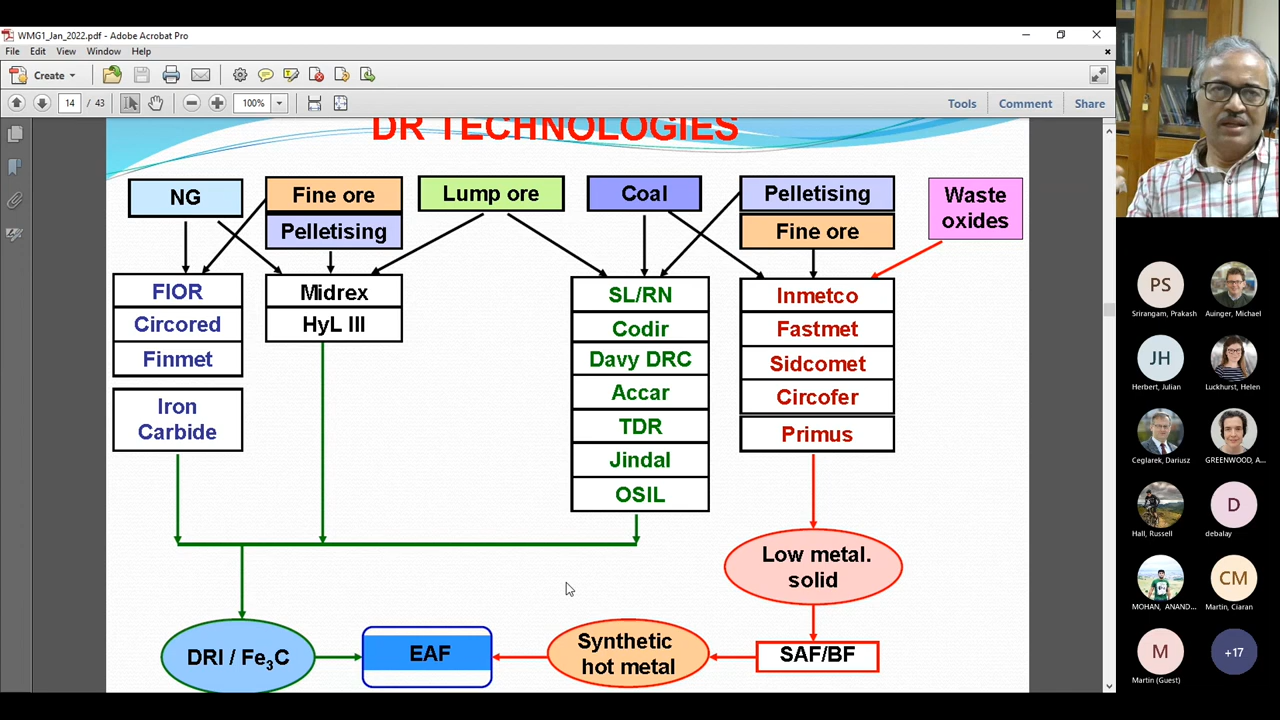 WMG1_Jan_2022.pdf - Adobe Acrobat Pro
File Edit View Window Help
Create
14 / 43
100%
Tools Comment Share
DR TECHNOLOGIES
NG
Fine ore
Pelletising
Lump ore
Coal
Pelletising
Fine ore
Waste
oxides
FIOR
Circored
Finmet
Iron
Carbide
Midrex
HyL III
SL/RN
Codir
Davy DRC
Accar
TDR
Jindal
OSIL
Inmetco
Fastmet
Sidcomet
Circofer
Primus
Low metal.
solid
DRI / Fe3C
EAF
Synthetic
hot metal
SAF/BF
PS
Srirangam, Prakash
Auinger, Michael
JH
Herbert, Julian
Luckhurst, Helen
Ceglarek, Dariusz
GREENWOOD, A...
Hall, Russell
D
debalay
MOHAN, ANAND...
CM
Martin, Ciaran
M
Martin (Guest)
+17